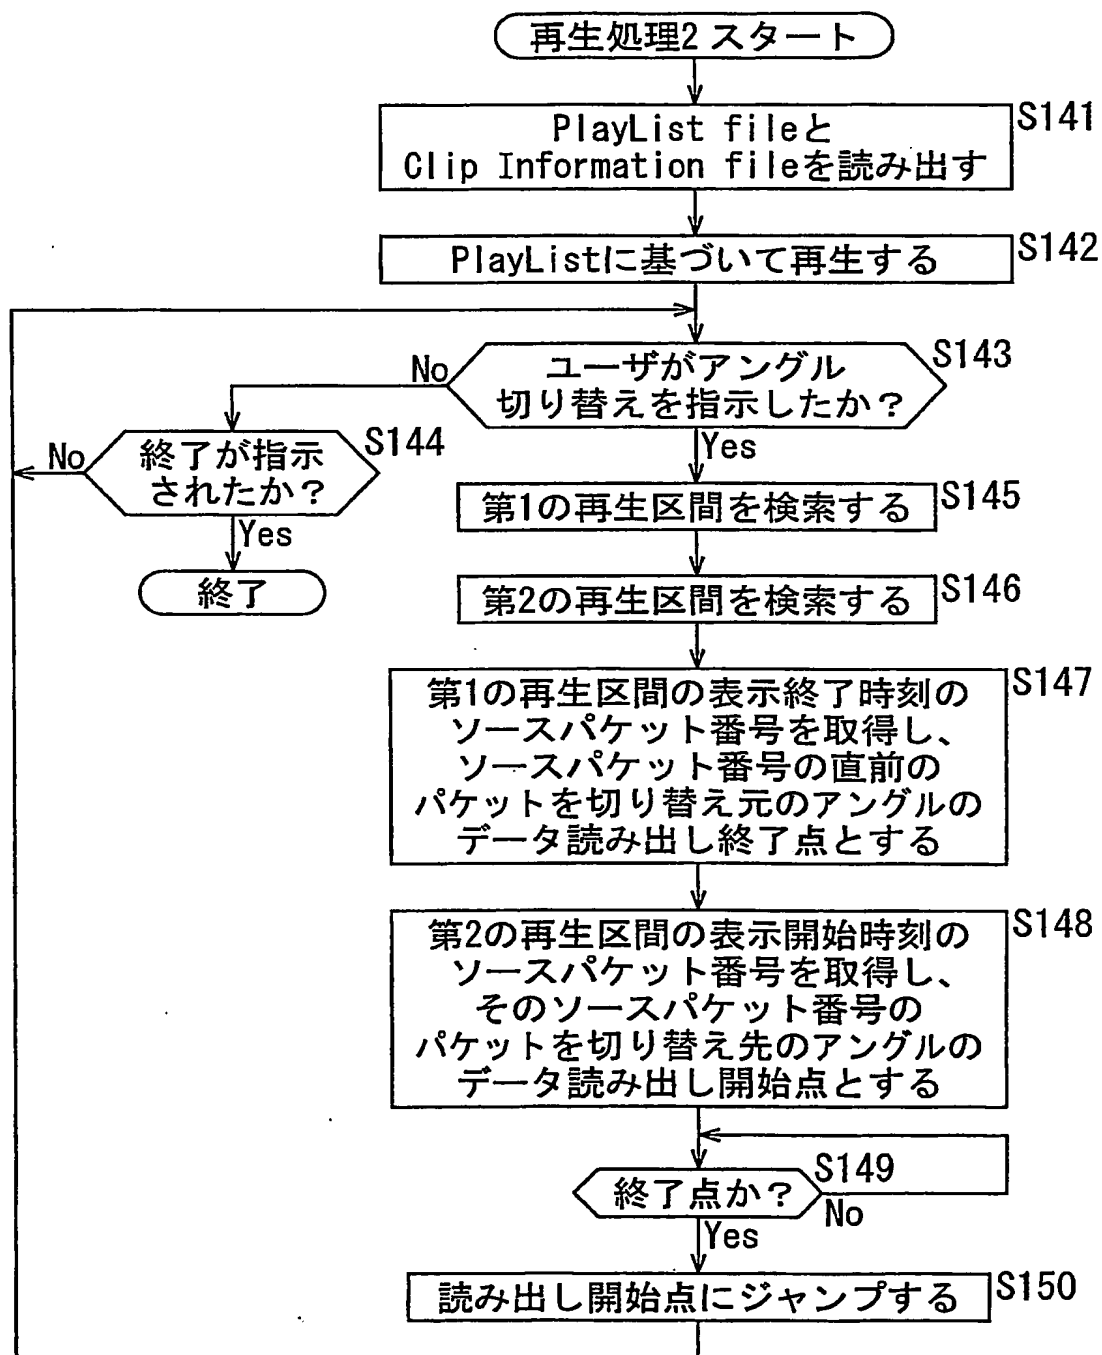 再生処理2 スタート
S141
PlayList fileと
Clip Information fileを読み出す
S142
PlayListに基づいて再生する
S143
ユーザがアングル
切り替えを指示したか?
No
Yes
S144
終了が指示
されたか?
No
Yes
終了
S145
第1の再生区間を検索する
S146
第2の再生区間を検索する
S147
第1の再生区間の表示終了時刻の
ソースパケット番号を取得し、
ソースパケット番号の直前の
パケットを切り替え元のアングルの
データ読み出し終了点とする
S148
第2の再生区間の表示開始時刻の
ソースパケット番号を取得し、
そのソースパケット番号の
パケットを切り替え先のアングルの
データ読み出し開始点とする
S149
終了点か?
No
Yes
S150
読み出し開始点にジャンプする